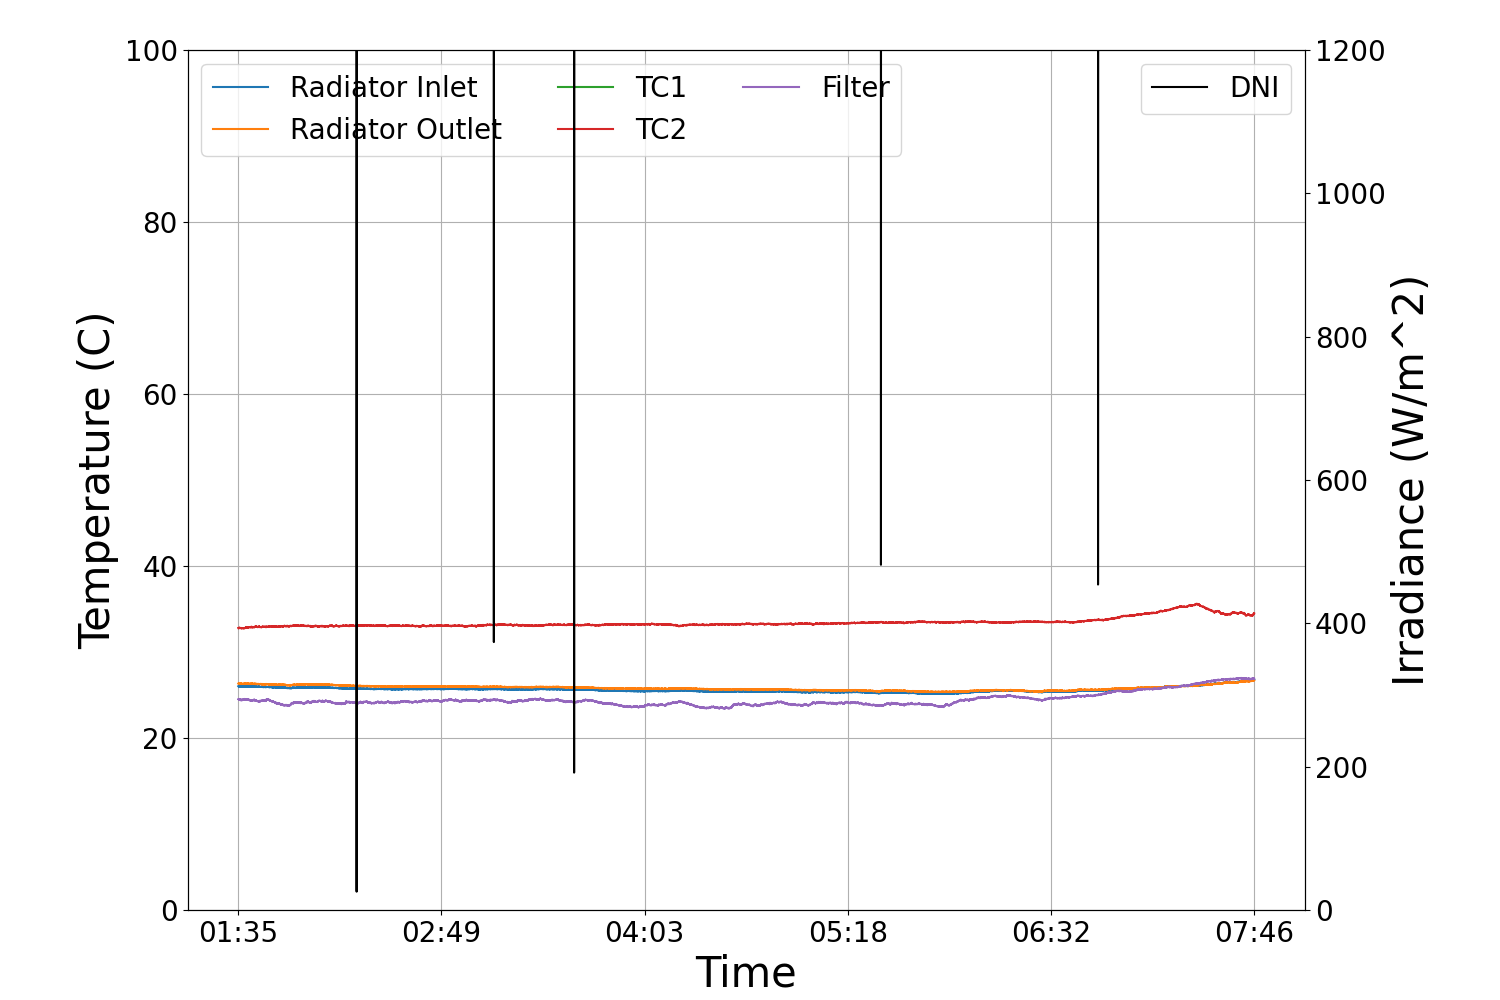 100
80
60
40
20
0
Temperature (C)
Radiator Inlet
Radiator Outlet
TC1
TC2
Filter
DNI
1200
1000
800
600
400
200
0
Irradiance (W/m^2)
01:35 02:49 04:03 05:18 06:32 07:46
Time